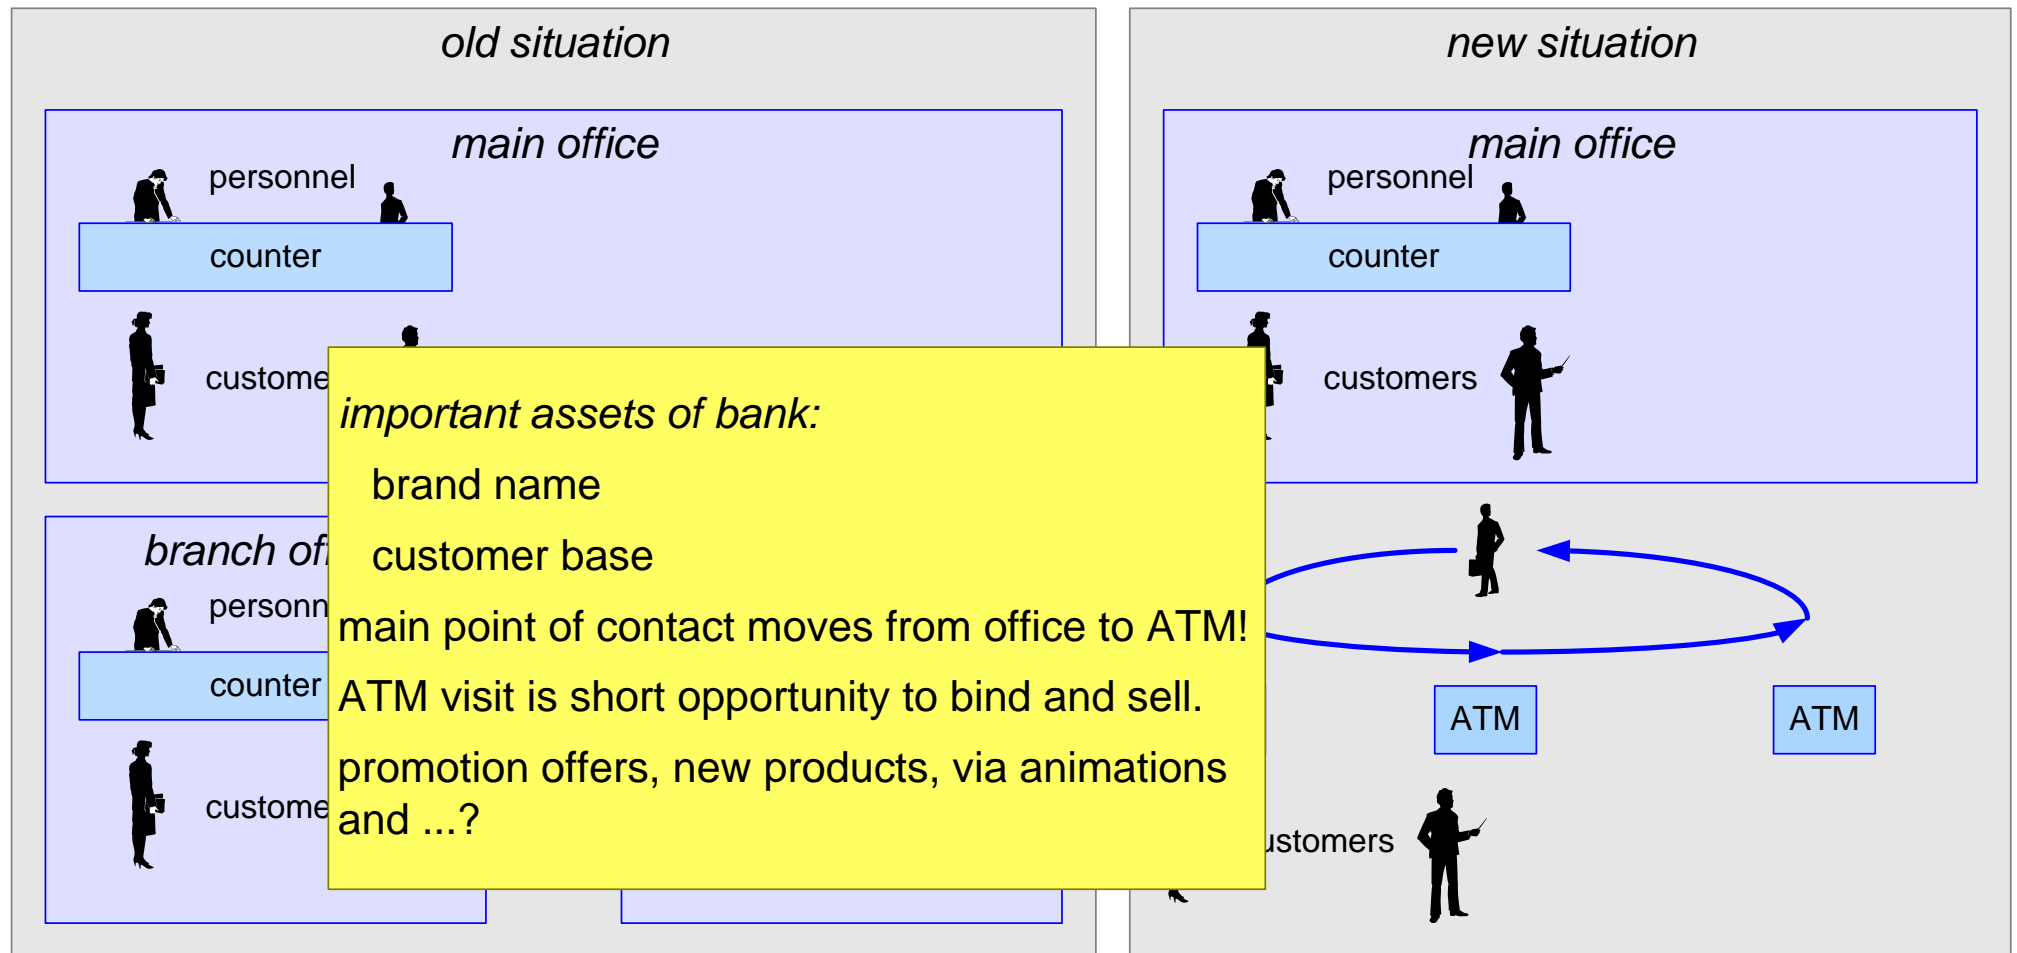 old situation
main office
personnel
counter
custome
branch of
personn
counter
custome
important assets of bank:
brand name
customer base
main point of contact moves from office to ATM!
ATM visit is short opportunity to bind and sell.
promotion offers, new products, via animations
and ...?
new situation
main office
personnel
counter
customers
ATM
ATM
ustomers